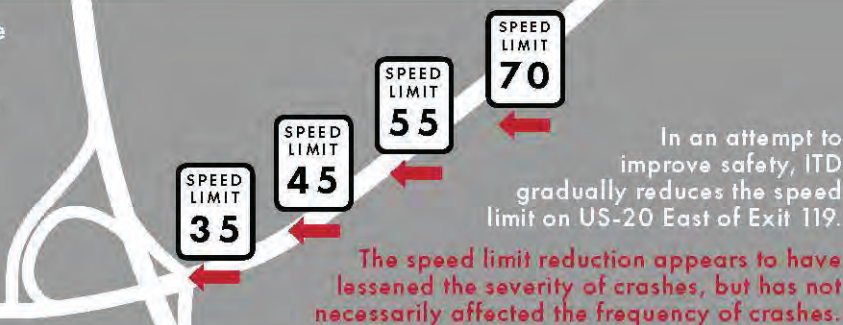 e
SPEED
LIMIT
70
SPEED
LIMIT
55
SPEED
LIMIT
45
SPEED
LIMIT
35
In an attempt to
improve safety, ITD
gradually reduces the speed
limit on US-20 East of Exit 119.
The speed limit reduction appears to have
lessened the severity of crashes, but has not
necessarily affected the frequency of crashes.